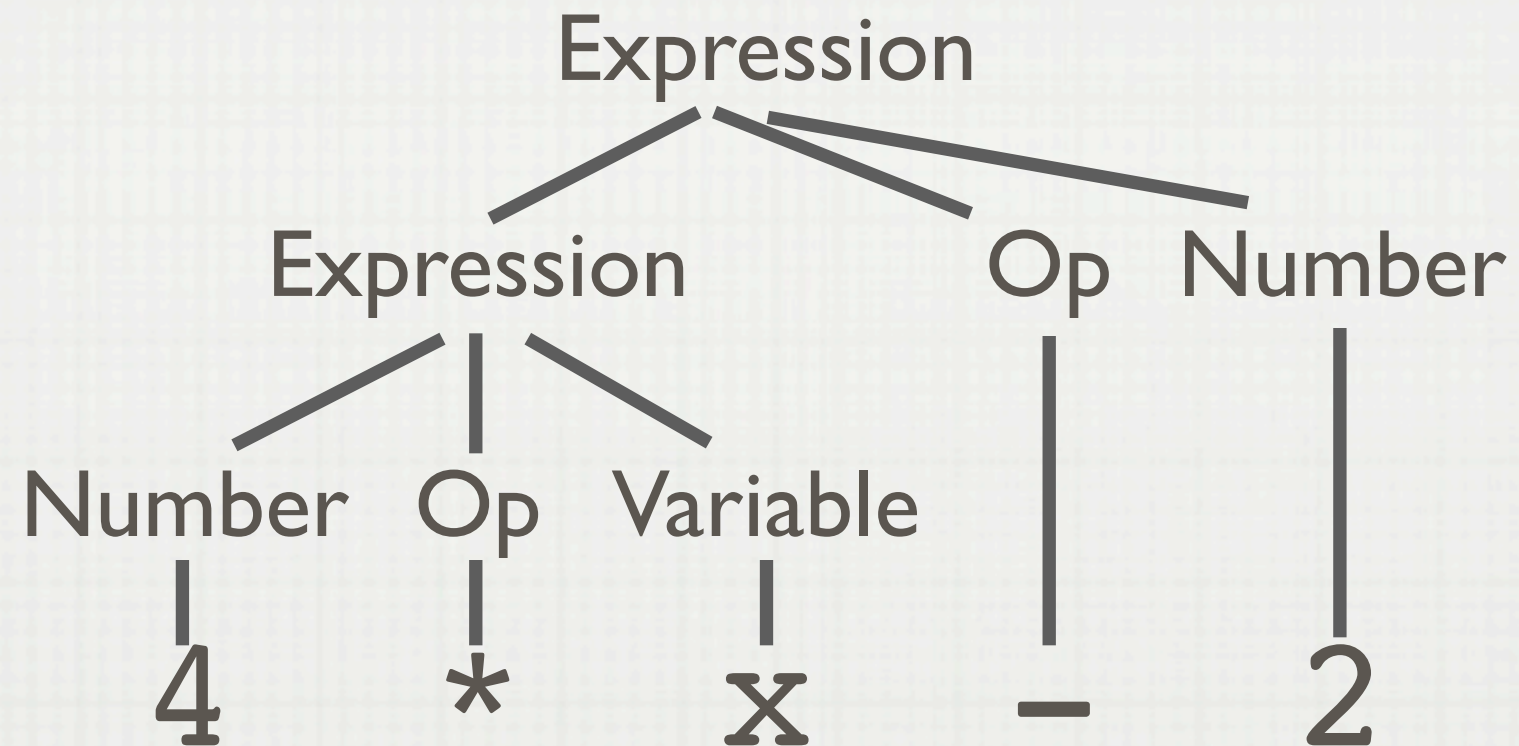 Expression
Expression Op Number
Number Op Variable
4 * x - 2